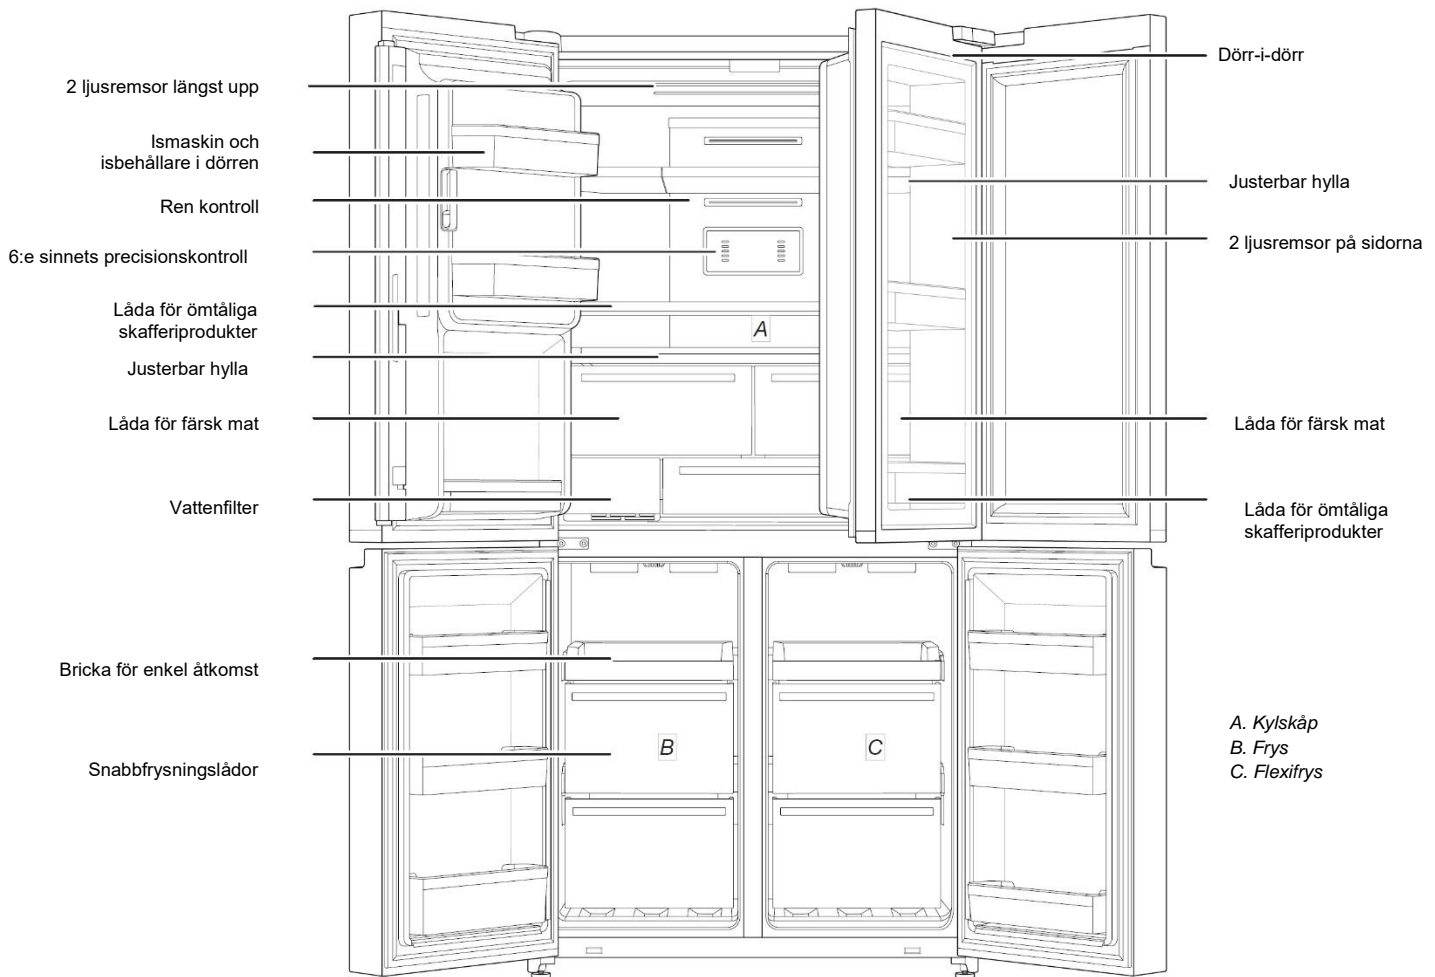 2 ljusremsor längst upp
Ismaskin och
isbehållare i dörren
Ren kontroll
6:e sinnets precisionskontroll
Låda för ömtåliga
skafferiprodukter
Justerbar hylla
Låda för färsk mat
Vattenfilter
Bricka för enkel åtkomst
Snabbfrysningslådor
A
B
C
Dörr-i-dörr
Justerbar hylla
2 ljusremsor på sidorna
Låda för färsk mat
Låda för ömtåliga
skafferiprodukter
A. Kylskåp
B. Frys
C. Flexifrys